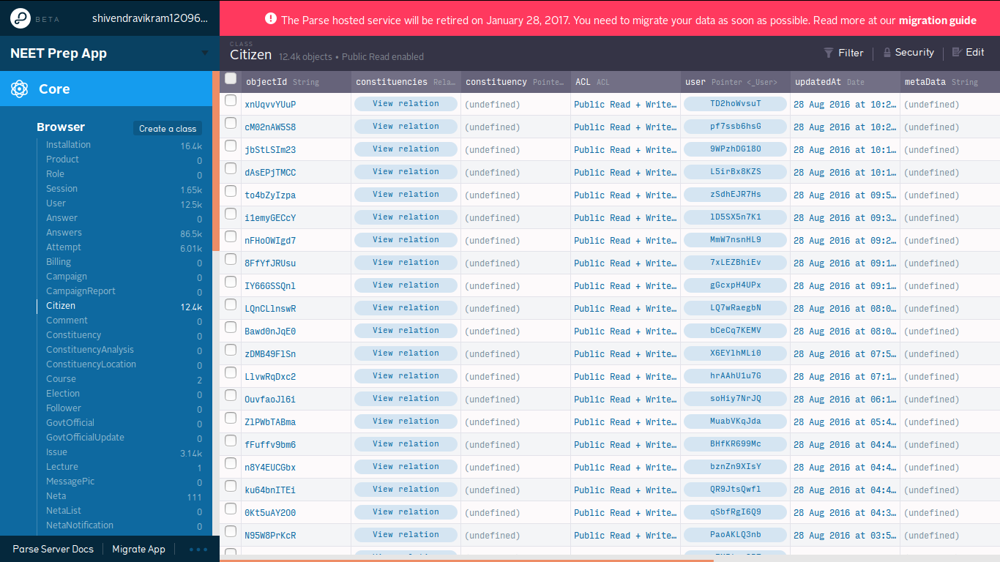 BETA shivendravikram12096...
The Parse hosted service will be retired on January 28, 2017. You need to migrate your data as soon as possible. Read more at our migration guide
NEET Prep App
CLASS
Citizen 12.4k objects • Public Read enabled
Filter Security Edit
Core
Browser Create a class
Installation 16.4k
Product 0
Role 0
Session 1.65k
User 12.5k
Answer 0
Answers 86.5k
Attempt 6.01k
Billing 0
Campaign 0
CampaignReport 0
Citizen 12.4k
Comment 0
Constituency 0
ConstituencyAnalysis 0
ConstituencyLocation 0
Course 2
Election 0
Follower 0
GovtOfficial 0
GovtOfficialUpdate 0
Issue 3.14k
Lecture 1
MessagePic 0
Neta 111
NetaList 0
NetaNotification 0
Parse Server Docs Migrate App
objectId String constituencies Rela... constituency Pointe... ACL ACL user Pointer <_User> updatedAt Date metaData String
xnUqvvYUuP View relation (undefined) Public Read + Write... TD2hoWvsuT 28 Aug 2016 at 10:2... (undefined)
cM02nAW5S8 View relation (undefined) Public Read + Write... pf7ssb6hsG 28 Aug 2016 at 10:2... (undefined)
jbStLSIm23 View relation (undefined) Public Read + Write... 9WPzhDG18O 28 Aug 2016 at 10:1... (undefined)
dAsEPjTMCC View relation (undefined) Public Read + Write... L5irBx8KZS 28 Aug 2016 at 10:1... (undefined)
to4bZyIzpa View relation (undefined) Public Read + Write... zSdhEJR7Hs 28 Aug 2016 at 09:5... (undefined)
i1emyGECcY View relation (undefined) Public Read + Write... lD5SX5n7K1 28 Aug 2016 at 09:3... (undefined)
nFHoOWIgd7 View relation (undefined) Public Read + Write... MmW7nsnHL9 28 Aug 2016 at 09:2... (undefined)
8FfYfJRUsu View relation (undefined) Public Read + Write... 7xLEZBhiEv 28 Aug 2016 at 09:1... (undefined)
IY66GSSQnl View relation (undefined) Public Read + Write... gGcxpH4UPx 28 Aug 2016 at 09:1... (undefined)
LQnCLlnswR View relation (undefined) Public Read + Write... LQ7wRaegbN 28 Aug 2016 at 08:0... (undefined)
Bawd0nJqE0 View relation (undefined) Public Read + Write... bCeCq7KEMV 28 Aug 2016 at 08:0... (undefined)
zDMB49FlSn View relation (undefined) Public Read + Write... X6EYlhMLi0 28 Aug 2016 at 07:5... (undefined)
LlvwRqDxc2 View relation (undefined) Public Read + Write... hrAAhU1u7G 28 Aug 2016 at 07:1... (undefined)
OuvfaoJl6i View relation (undefined) Public Read + Write... soHiy7NrJQ 28 Aug 2016 at 06:1... (undefined)
ZlPWbTABma View relation (undefined) Public Read + Write... MuabVKqJda 28 Aug 2016 at 05:4... (undefined)
fFuffv9bm6 View relation (undefined) Public Read + Write... BHfKR699Mc 28 Aug 2016 at 04:4... (undefined)
n8Y4EUCGbx View relation (undefined) Public Read + Write... bznZn9XIsY 28 Aug 2016 at 04:4... (undefined)
ku64bnITEi View relation (undefined) Public Read + Write... QR9JtsQwfl 28 Aug 2016 at 04:4... (undefined)
0Kt5uAY2O0 View relation (undefined) Public Read + Write... qSbfRgI6Q9 28 Aug 2016 at 04:3... (undefined)
N95W8PrKcR View relation (undefined) Public Read + Write... PaoAKLQ3nb 28 Aug 2016 at 03:5... (undefined)